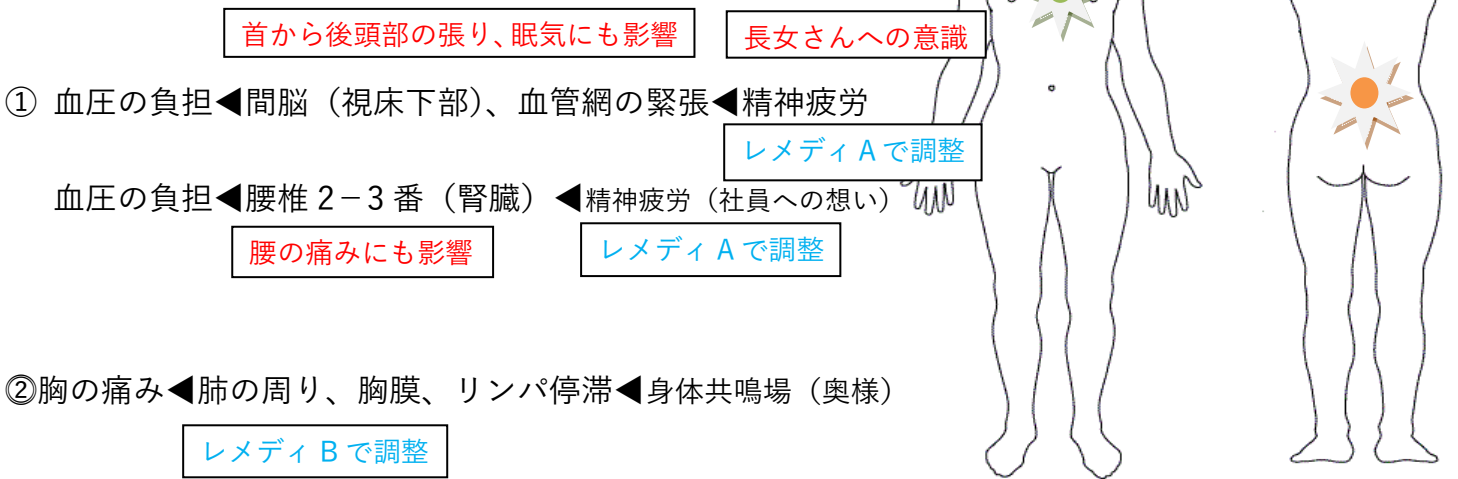 首から後頭部の張り、眠気にも影響
長女さんへの意識
① 血圧の負担◀間脳（視床下部）、血管網の緊張◀精神疲労
レメディAで調整
血圧の負担◀腰椎2－3番（腎臓）◀精神疲労（社員への想い）
腰の痛みにも影響
レメディAで調整
②胸の痛み◀肺の周り、胸膜、リンパ停滞◀身体共鳴場（奥様）
レメディBで調整